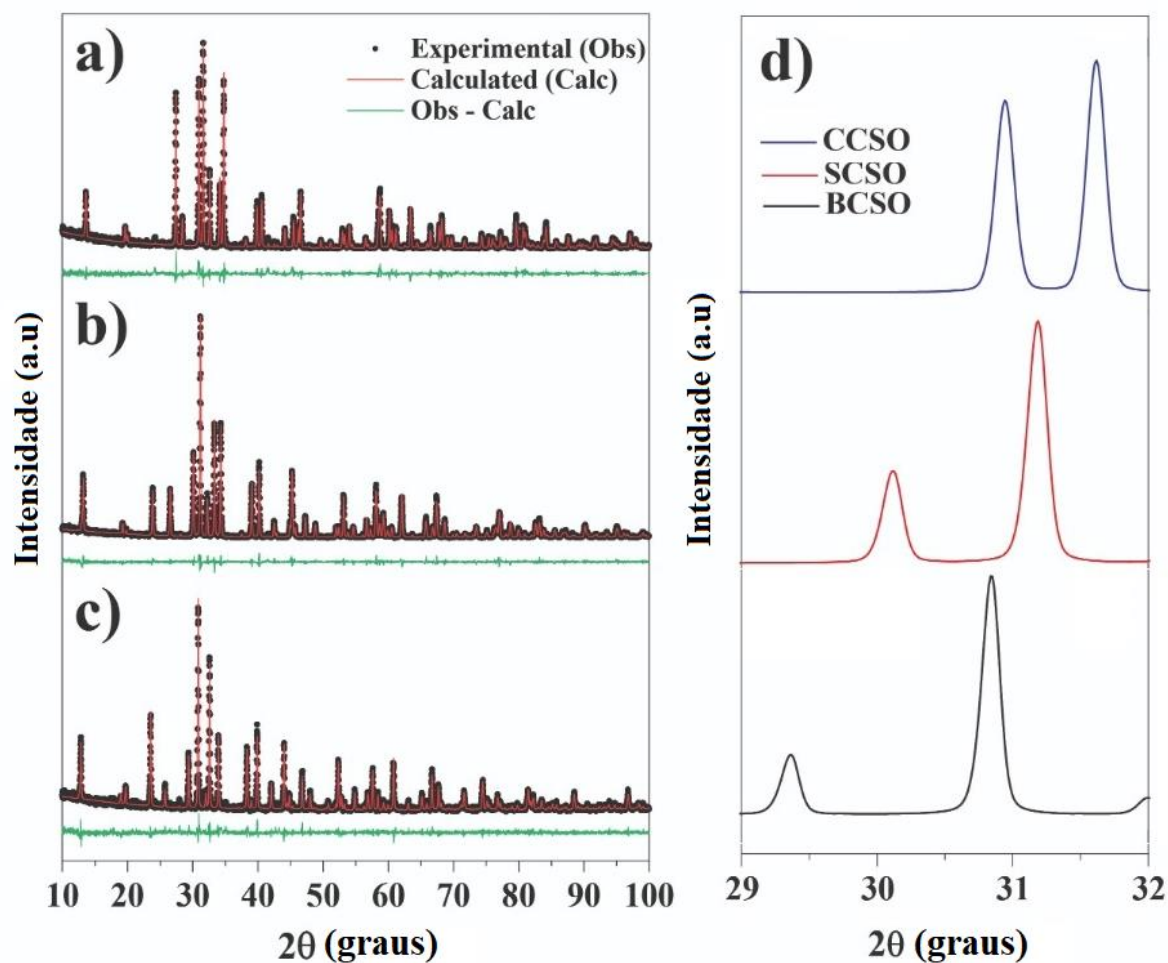 a)
Experimental (Obs)
Calculated (Calc)
Obs - Calc
b)
c)
Intensidade (a.u)
10 20 30 40 50 60 70 80 90 100
2θ (graus)
d)
CCSO
SCSO
BCSO
Intensidade (a.u)
29 30 31 32
2θ (graus)